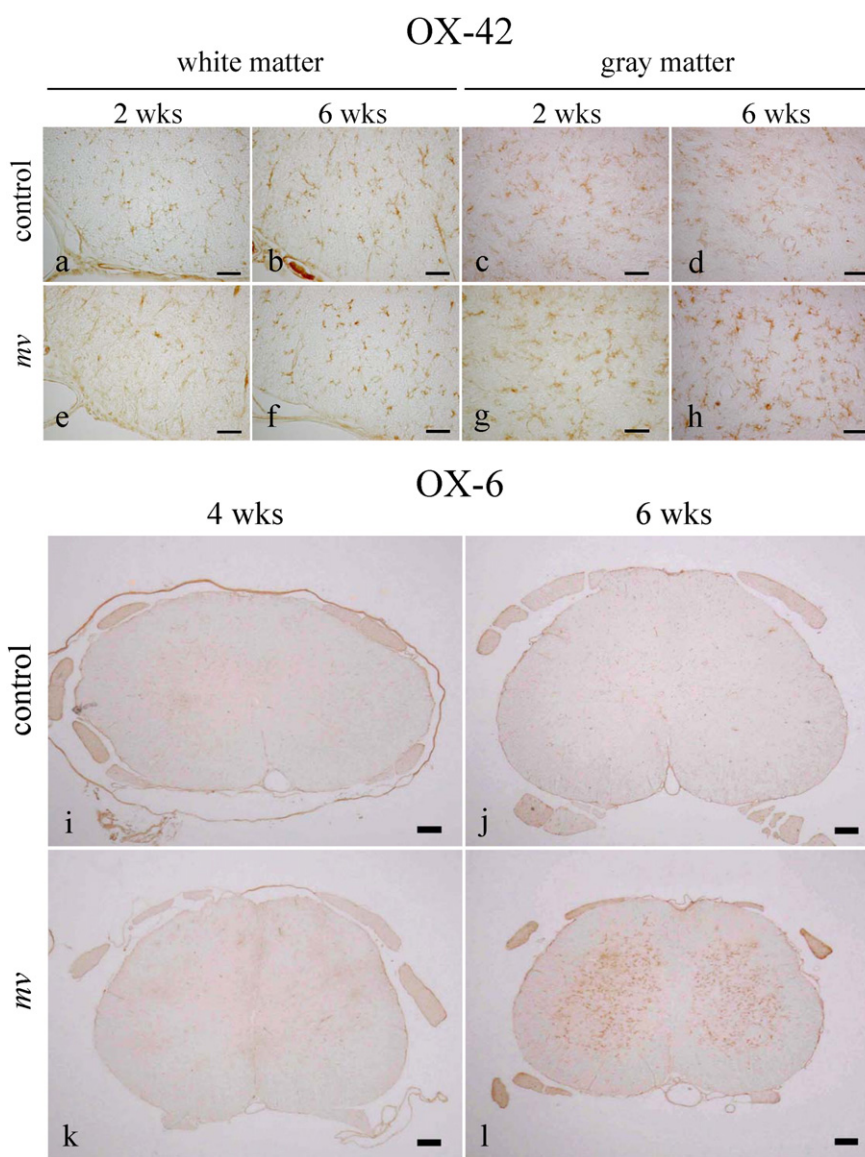 OX-42
white matter gray matter
2 wks 6 wks 2 wks 6 wks
control
a b c d
mv
e f g h
OX-6
4 wks 6 wks
control
i j
mv
k l